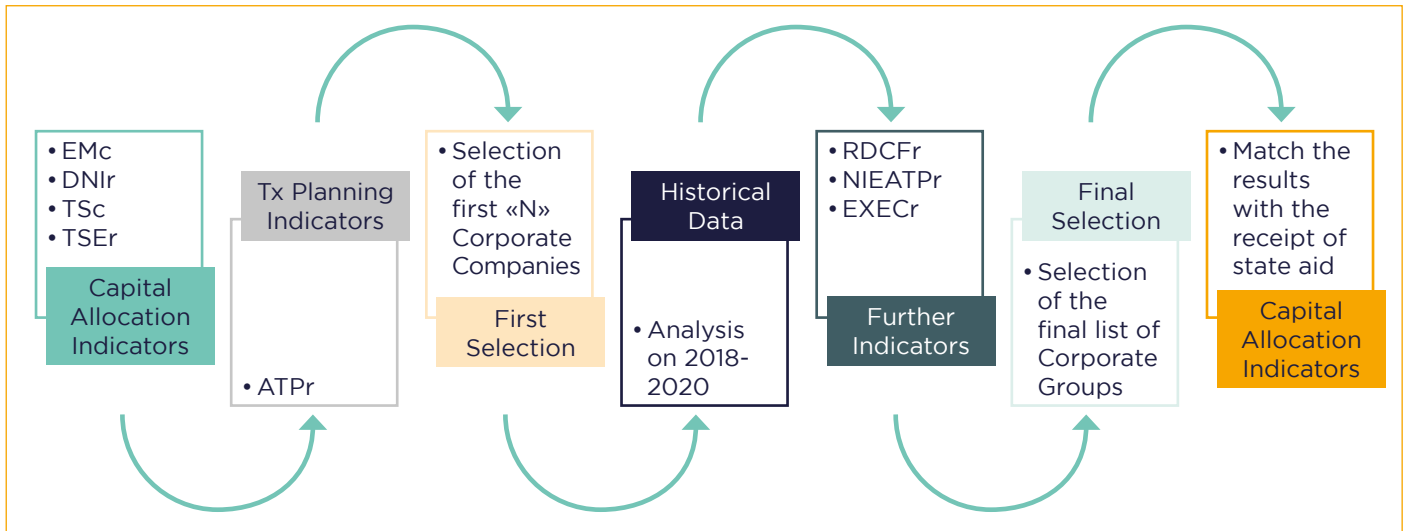 • EMc
• DNIr
• TSc
• TSEr
Capital
Allocation
Indicators
Tx Planning
Indicators
• ATPr
• Selection
of the
first «N»
Corporate
Companies
First
Selection
Historical
Data
• Analysis
on 2018-
2020
• RDCFr
• NIEATPr
• EXECr
Further
Indicators
Final
Selection
• Selection
of the
final list of
Corporate
Groups
• Match the
results
with the
receipt of
state aid
Capital
Allocation
Indicators